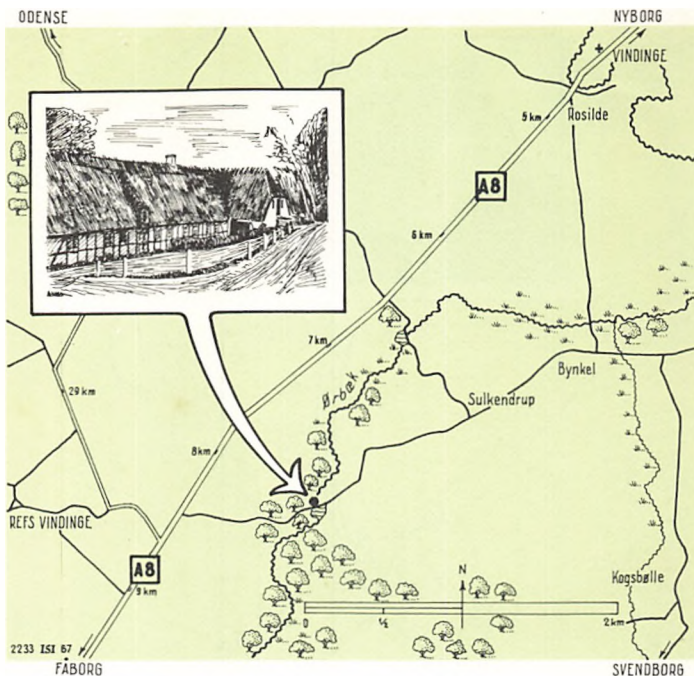 ODENSE
NYBORG
VINDINGE
Rosilde
5 km
A8
6 km
7 km
29 km
Ørbæk
Bynkel
Sulkendrup
8 km
REFS VINDINGE
A8
9 km
Kogsbølle
N
0
½
2 km
2233 ISI 67
FÅBORG
SVENDBORG